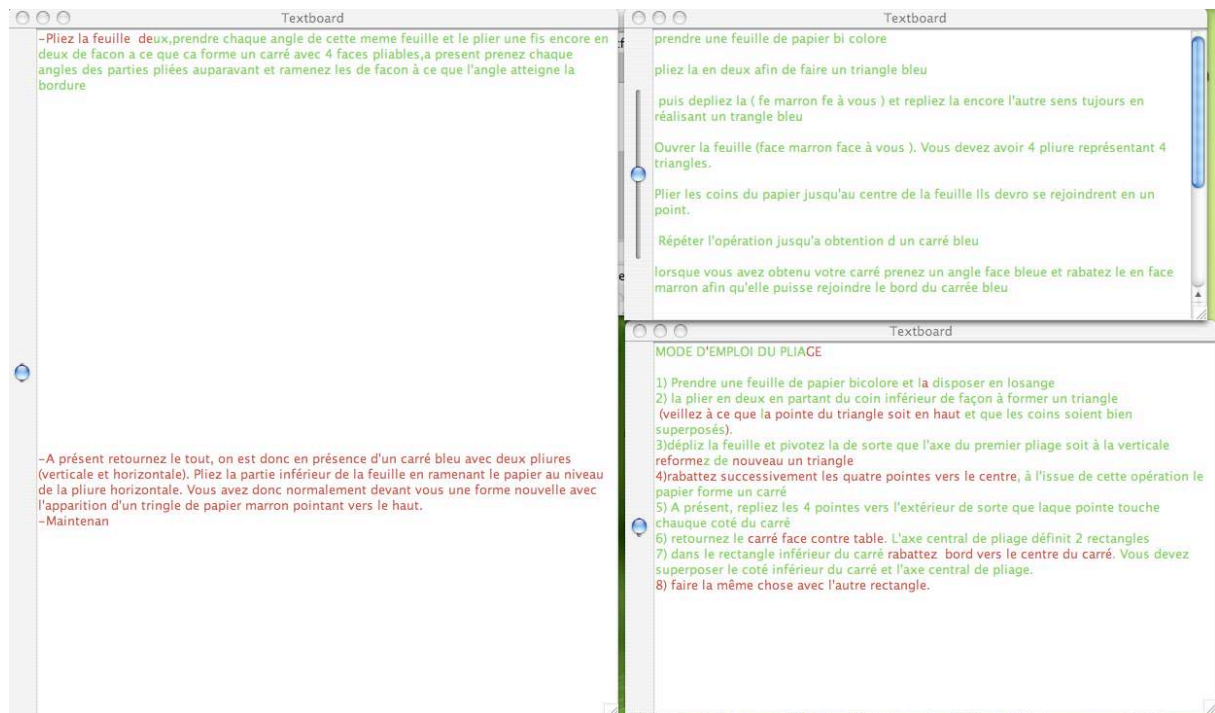 Textboard
-Pliez la feuille  deux,prendre chaque angle de cette meme feuille et le plier une fis encore en
deux de facon a ce que ca forme un carré avec 4 faces pliables,a present prenez chaque
angles des parties pliées auparavant et ramenez les de facon à ce que l'angle atteigne la
bordure
-A présent retournez le tout, on est donc en présence d'un carré bleu avec deux pliures
(verticale et horizontale). Pliez la partie inférieur de la feuille en ramenant le papier au niveau
de la pliure horizontale. Vous avez donc normalement devant vous une forme nouvelle avec
l'apparition d'un tringle de papier marron pointant vers le haut.
-Maintenan
Textboard
prendre une feuille de papier bi colore
pliez la en deux afin de faire un triangle bleu
puis depliez la ( fe marron fe à vous ) et repliez la encore l'autre sens tujours en
réalisant un trangle bleu
Ouvrer la feuille (face marron face à vous ). Vous devez avoir 4 pliure représentant 4
triangles.
Plier les coins du papier jusqu'au centre de la feuille Ils devro se rejoindrent en un
point.
Répéter l'opération jusqu'a obtention d un carré bleu
lorsque vous avez obtenu votre carré prenez un angle face bleue et rabatez le en face
marron afin qu'elle puisse rejoindre le bord du carrée bleu
Textboard
MODE D'EMPLOI DU PLIAGE
1) Prendre une feuille de papier bicolore et la disposer en losange
2) la plier en deux en partant du coin inférieur de façon à former un triangle
(veillez à ce que la pointe du triangle soit en haut et que les coins soient bien
superposés).
3)dépliz la feuille et pivotez la de sorte que l'axe du premier pliage soit à la verticale
reformez de nouveau un triangle
4)rabattez successivement les quatre pointes vers le centre, à l'issue de cette opération le
papier forme un carré
5) A présent, repliez les 4 pointes vers l'extérieur de sorte que laque pointe touche
chauque coté du carré
6) retournez le carré face contre table. L'axe central de pliage définit 2 rectangles
7) dans le rectangle inférieur du carré rabattez  bord vers le centre du carré. Vous devez
superposer le coté inférieur du carré et l'axe central de pliage.
8) faire la même chose avec l'autre rectangle.